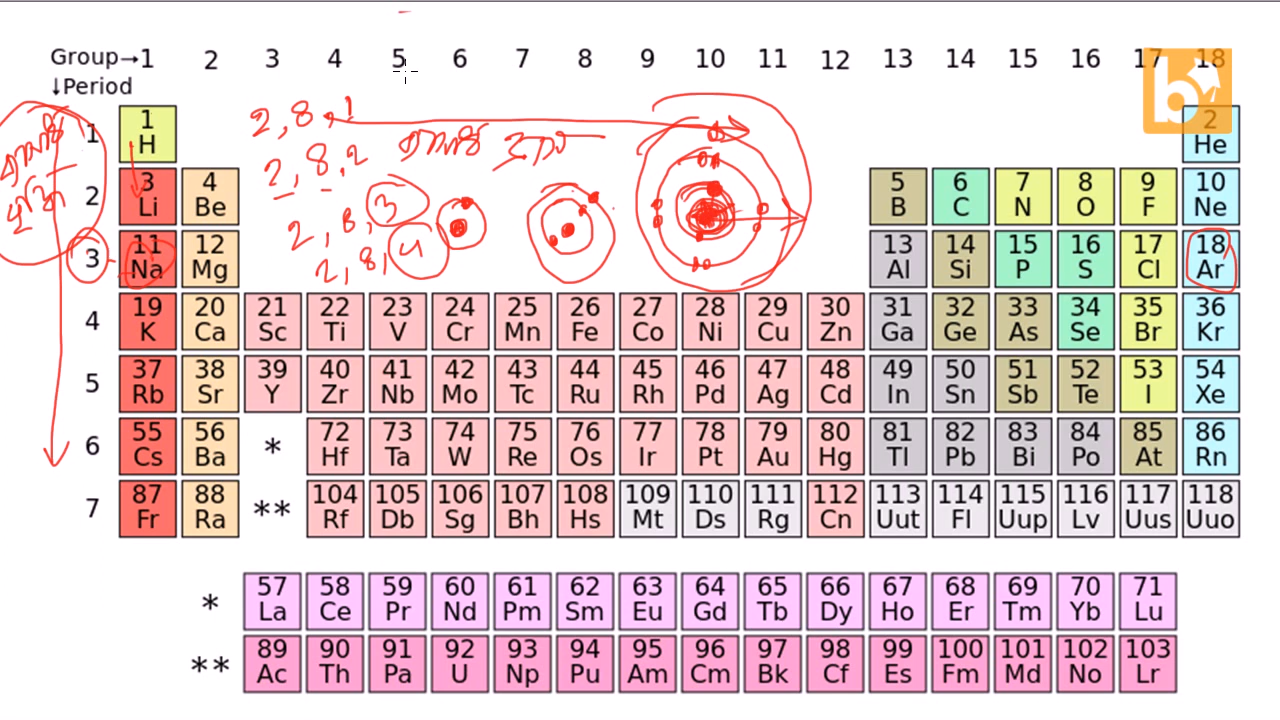 Group→ 1 2 3 4 5 6 7 8 9 10 11 12 13 14 15 16 17 18
↓Period
2, 8, 1
1 1 H 2 He
2, 8, 2
2 3 Li 4 Be 5 B 6 C 7 N 8 O 9 F 10 Ne
2, 8, 3
3 11 Na 12 Mg 13 Al 14 Si 15 P 16 S 17 Cl 18 Ar
2, 8, 4
4 19 K 20 Ca 21 Sc 22 Ti 23 V 24 Cr 25 Mn 26 Fe 27 Co 28 Ni 29 Cu 30 Zn 31 Ga 32 Ge 33 As 34 Se 35 Br 36 Kr
5 37 Rb 38 Sr 39 Y 40 Zr 41 Nb 42 Mo 43 Tc 44 Ru 45 Rh 46 Pd 47 Ag 48 Cd 49 In 50 Sn 51 Sb 52 Te 53 I 54 Xe
6 55 Cs 56 Ba * 72 Hf 73 Ta 74 W 75 Re 76 Os 77 Ir 78 Pt 79 Au 80 Hg 81 Tl 82 Pb 83 Bi 84 Po 85 At 86 Rn
7 87 Fr 88 Ra ** 104 Rf 105 Db 106 Sg 107 Bh 108 Hs 109 Mt 110 Ds 111 Rg 112 Cn 113 Uut 114 Fl 115 Uup 116 Lv 117 Uus 118 Uuo
* 57 La 58 Ce 59 Pr 60 Nd 61 Pm 62 Sm 63 Eu 64 Gd 65 Tb 66 Dy 67 Ho 68 Er 69 Tm 70 Yb 71 Lu
** 89 Ac 90 Th 91 Pa 92 U 93 Np 94 Pu 95 Am 96 Cm 97 Bk 98 Cf 99 Es 100 Fm 101 Md 102 No 103 Lr